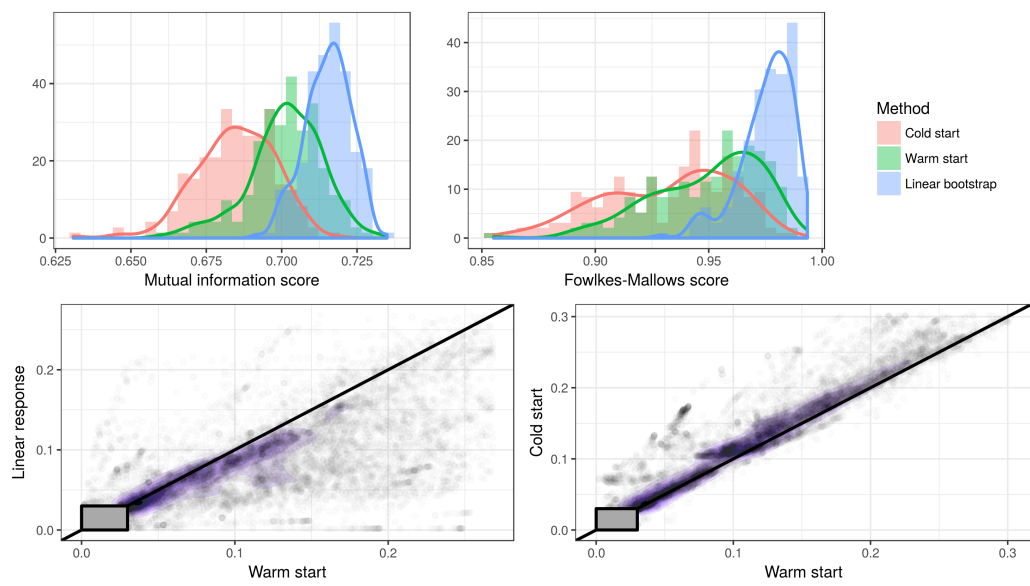 40
20
0
0.625 0.650 0.675 0.700 0.725
Mutual information score
40
30
20
10
0
0.85 0.90 0.95 1.00
Fowlkes-Mallows score
Method
Cold start
Warm start
Linear bootstrap
Linear response
0.2
0.1
0.0
0.0 0.1 0.2
Warm start
Cold start
0.3
0.2
0.1
0.0
0.0 0.1 0.2 0.3
Warm start